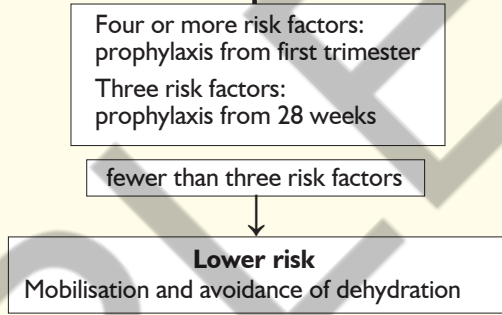 Four or more risk factors:
prophylaxis from first trimester
Three risk factors:
prophylaxis from 28 weeks
fewer than three risk factors
Lower risk
Mobilisation and avoidance of dehydration